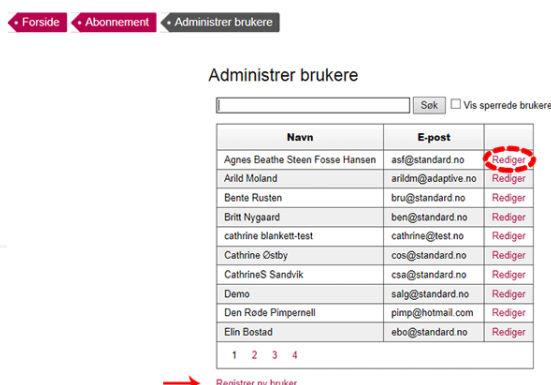 Forside Abonnement Administrer brukere
Administrer brukere
Søk Vis sperrede brukere
Navn E-post
Agnes Beathe Steen Fosse Hansen asf@standard.no Rediger
Arild Moland arildm@adaptive.no Rediger
Bente Rusten bru@standard.no Rediger
Britt Nygaard ben@standard.no Rediger
cathrine blankett-test cathrine@test.no Rediger
Cathrine Østby cos@standard.no Rediger
CathrineS Sandvik csa@standard.no Rediger
Demo salg@standard.no Rediger
Den Røde Pimpernell pimp@hotmail.com Rediger
Elin Bostad ebo@standard.no Rediger
1 2 3 4
Registrer ny bruker